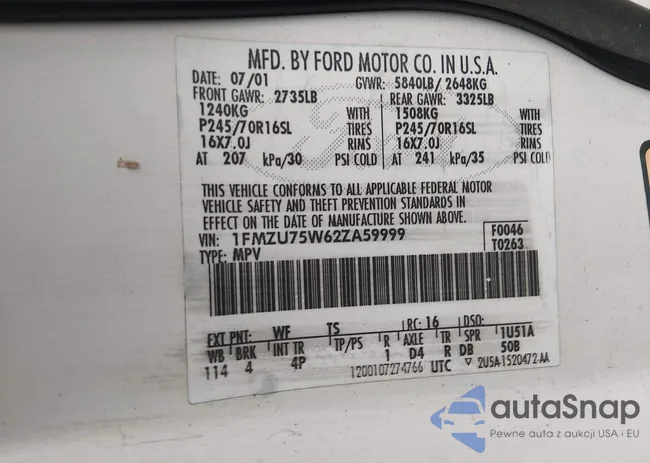 MFD. BY FORD MOTOR CO. IN U.S.A.
DATE: 07/01 GVWR: 5840LB/ 2648KG
FRONT GAWR: 2735LB REAR GAWR: 3325LB
1240KG WITH 1508KG WITH
P245/70R16SL TIRES P245/70R16SL TIRES
16X7.0J RIMS 16X7.0J RIMS
AT 207 kPa/30 PSI COLD AT 241 kPa/35 PSI COLD
THIS VEHICLE CONFORMS TO ALL APPLICABLE FEDERAL MOTOR
VEHICLE SAFETY AND THEFT PREVENTION STANDARDS IN
EFFECT ON THE DATE OF MANUFACTURE SHOWN ABOVE.
VIN: 1FMZU75W62ZA59999 F0046
TYPE: MPV T0263
EXT PNT: WF TS RC: 16 DSO:
WB BRK INT TR TP/PS R AXLE TR SPR 1U51A
114 4 4P 1 D4 R DB 50B
1200107274766 UTC ▽ 2U5A-1520472-AA
autaSnap
Pewne auta z aukcji USA i EU